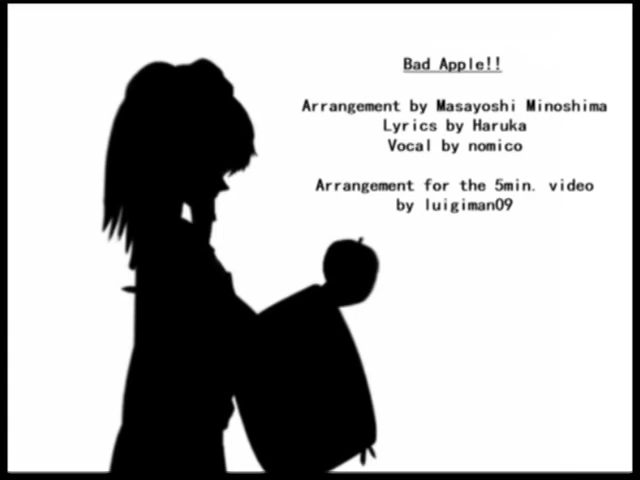 Bad Apple!!
Arrangement by Masayoshi Minoshima
Lyrics by Haruka
Vocal by nomico
Arrangement for the 5min. video
by luigiman09